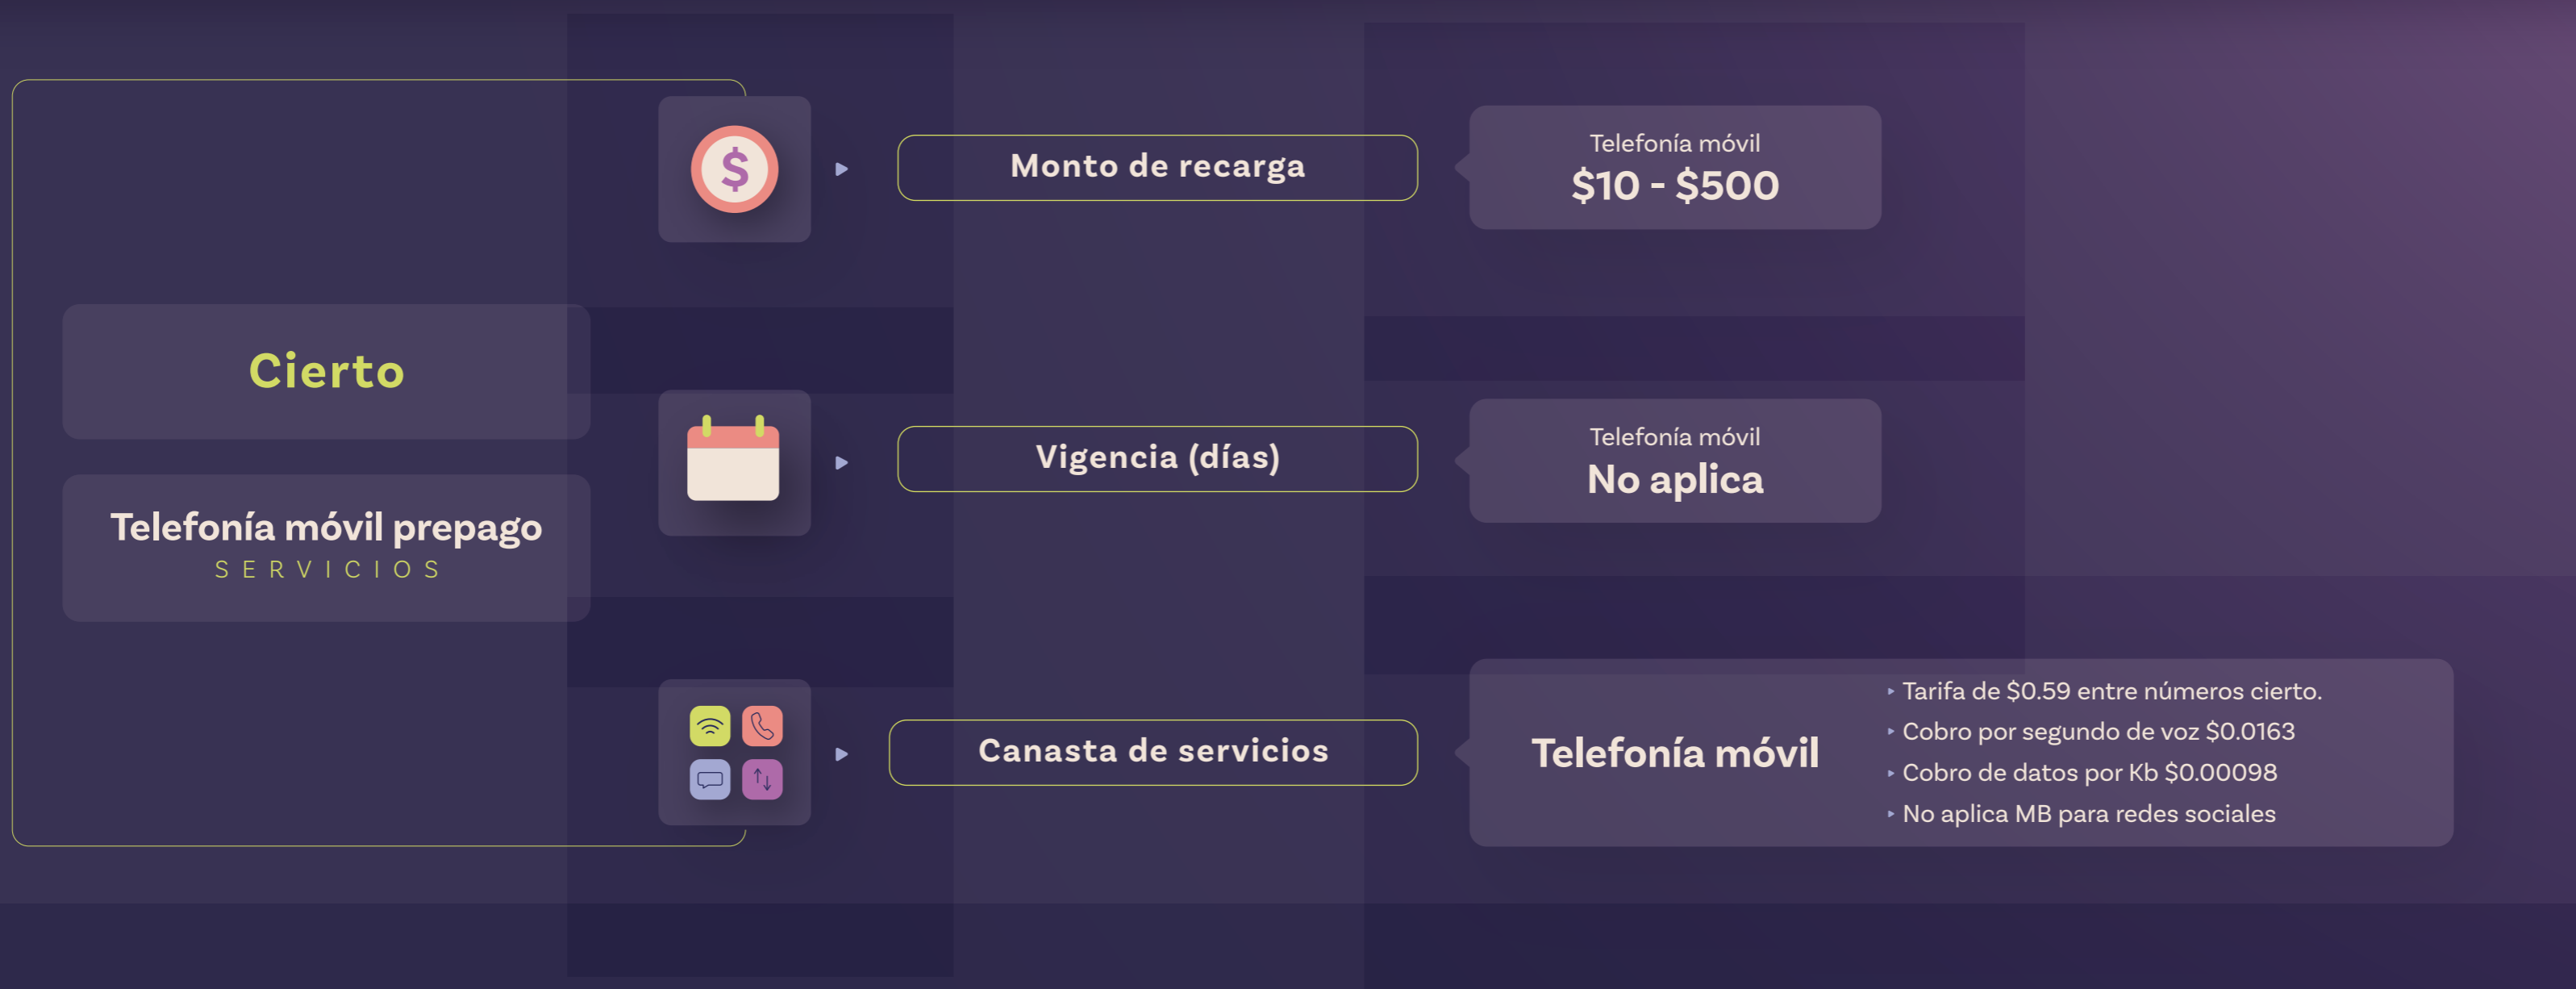 Cierto
Telefonía móvil prepago
SERVICIOS
$
Monto de recarga
Telefonía móvil
$10 - $500
Vigencia (días)
Telefonía móvil
No aplica
Canasta de servicios
Telefonía móvil
Tarifa de $0.59 entre números cierto.
Cobro por segundo de voz $0.0163
Cobro de datos por Kb $0.00098
No aplica MB para redes sociales